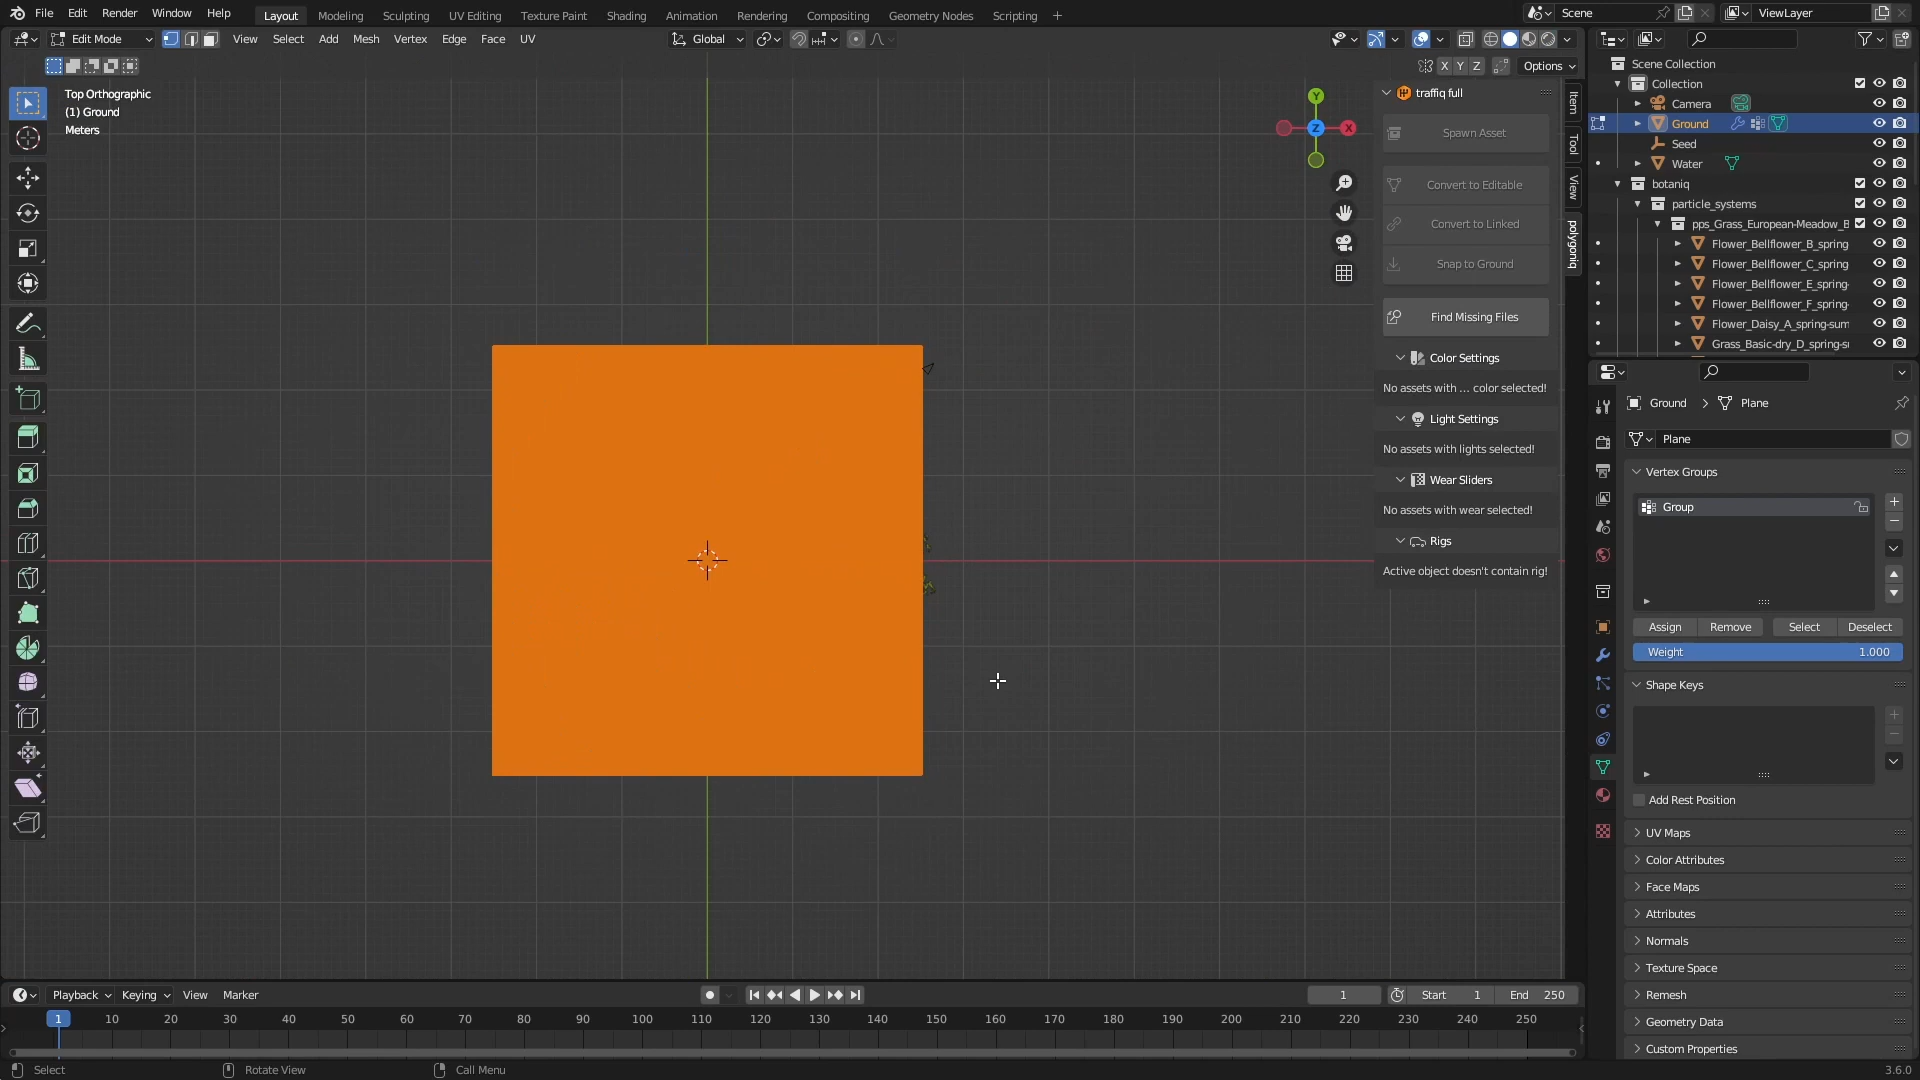 File Edit Render Window Help
Layout Modeling Sculpting UV Editing Texture Paint Shading Animation Rendering Compositing Geometry Nodes Scripting +
Scene ViewLayer
Edit Mode View Select Add Mesh Vertex Edge Face UV
Global
X Y Z Options
Top Orthographic
(1) Ground
Meters
Y
Z X
traffiq full
Spawn Asset
Convert to Editable
Convert to Linked
Snap to Ground
Find Missing Files
Color Settings
No assets with ... color selected!
Light Settings
No assets with lights selected!
Wear Sliders
No assets with wear selected!
Rigs
Active object doesn't contain rig!
Item
Tool
View
polygoniq
Scene Collection
Collection
Camera
Ground
Seed
Water
botaniq
particle_systems
pps_Grass_European-Meadow_B
Flower_Bellflower_B_spring
Flower_Bellflower_C_spring
Flower_Bellflower_E_spring-
Flower_Bellflower_F_spring-
Flower_Daisy_A_spring-sum
Grass_Basic-dry_D_spring-s
Ground > Plane
Plane
Vertex Groups
Group
Assign Remove Select Deselect
Weight 1.000
Shape Keys
Add Rest Position
UV Maps
Color Attributes
Face Maps
Attributes
Normals
Texture Space
Remesh
Geometry Data
Custom Properties
Playback Keying View Marker
1 Start 1 End 250
1 10 20 30 40 50 60 70 80 90 100 110 120 130 140 150 160 170 180 190 200 210 220 230 240 250
Select Rotate View Call Menu
3.6.0